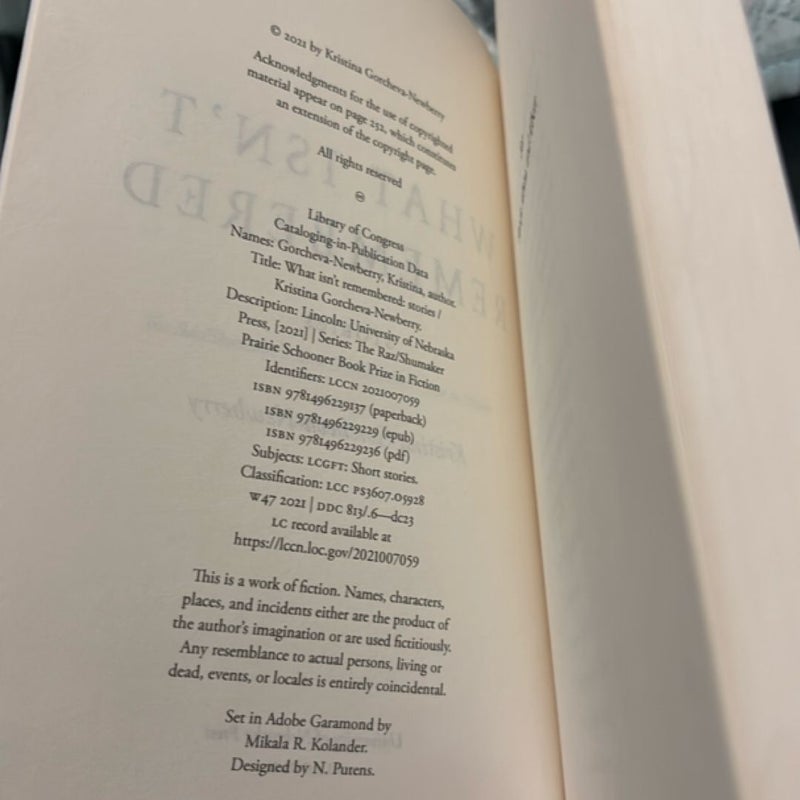 © 2021 by Kristina Gorcheva-Newberry
Acknowledgments for the use of copyrighted
material appear on page 252, which constitutes
an extension of the copyright page.
All rights reserved
Library of Congress
Cataloging-in-Publication Data
Names: Gorcheva-Newberry, Kristina, author.
Title: What isn't remembered: stories /
Kristina Gorcheva-Newberry.
Description: Lincoln: University of Nebraska
Press, [2021] | Series: The Raz/Shumaker
Prairie Schooner Book Prize in Fiction
Identifiers: LCCN 2021007059
ISBN 9781496229137 (paperback)
ISBN 9781496229229 (epub)
ISBN 9781496229236 (pdf)
Subjects: LCGFT: Short stories.
Classification: LCC PS3607.O5928
W47 2021 | DDC 813/.6—dc23
LC record available at
https://lccn.loc.gov/2021007059
This is a work of fiction. Names, characters,
places, and incidents either are the product of
the author's imagination or are used fictitiously.
Any resemblance to actual persons, living or
dead, events, or locales is entirely coincidental.
Set in Adobe Garamond by
Mikala R. Kolander.
Designed by N. Putens.
WHAT ISN'T
REMEMBERED